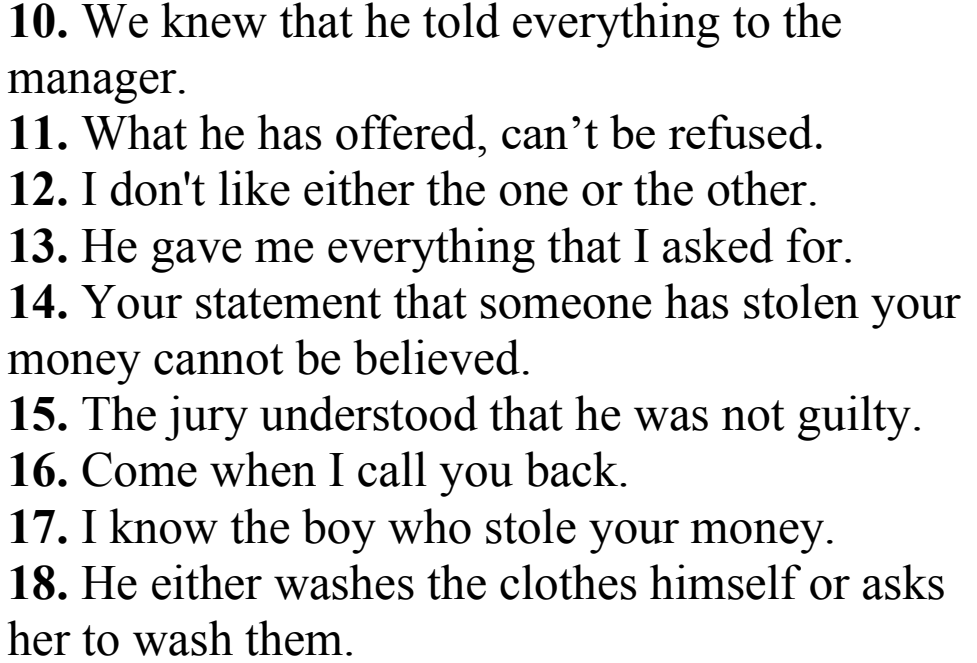 10. We knew that he told everything to the
manager.
11. What he has offered, can’t be refused.
12. I don't like either the one or the other.
13. He gave me everything that I asked for.
14. Your statement that someone has stolen your
money cannot be believed.
15. The jury understood that he was not guilty.
16. Come when I call you back.
17. I know the boy who stole your money.
18. He either washes the clothes himself or asks
her to wash them.